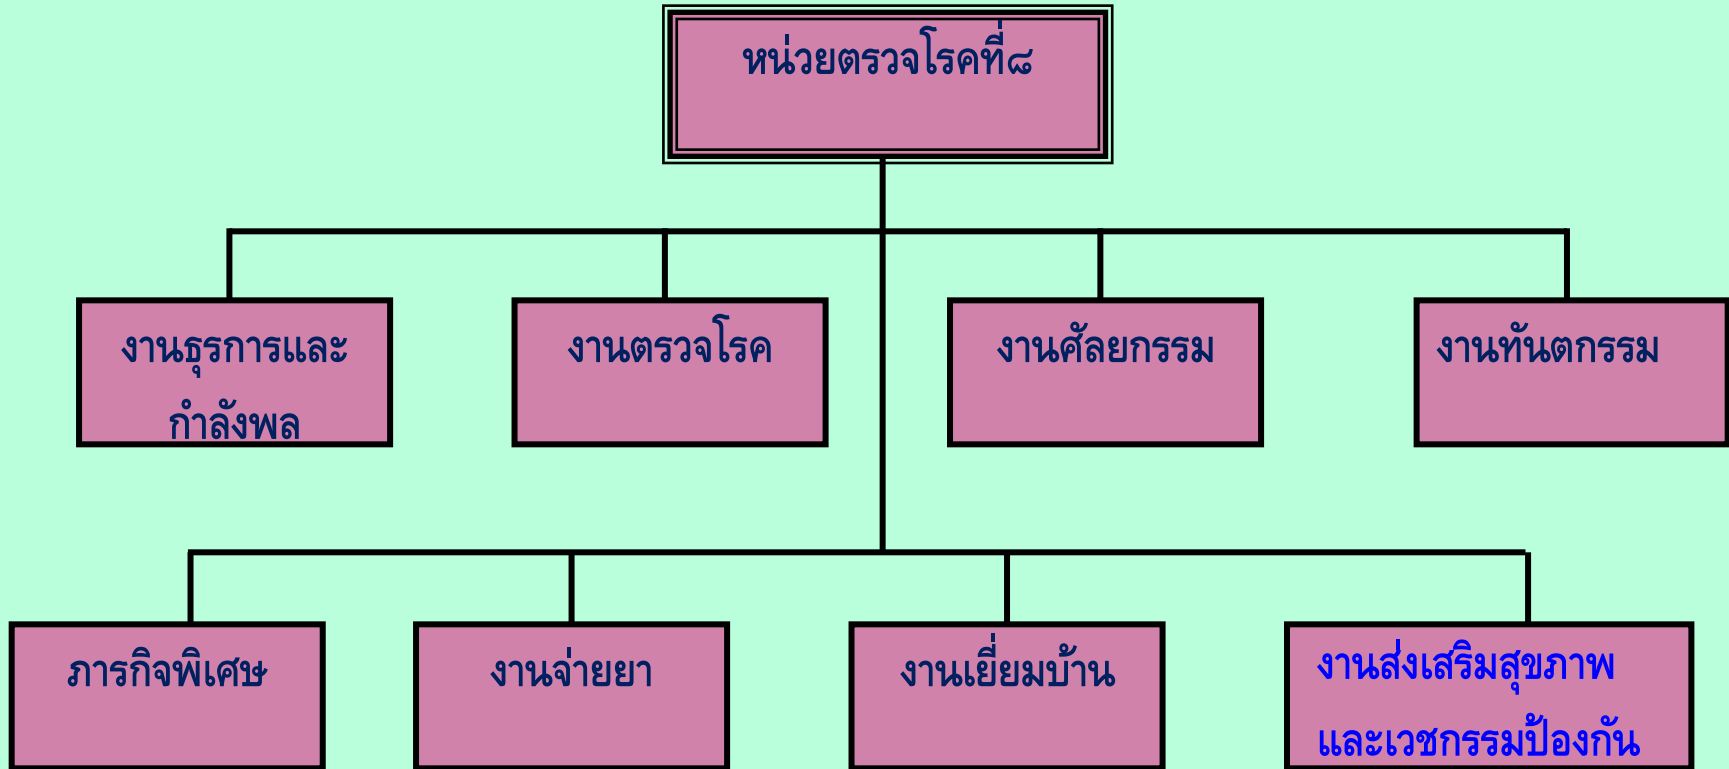 หน่วยตรวจโรคที่๘
งานธุรการและ
กำลังพล
งานตรวจโรค
งานศัลยกรรม
งานทันตกรรม
ภารกิจพิเศษ
งานจ่ายยา
งานเยี่ยมบ้าน
งานส่งเสริมสุขภาพ
และเวชกรรมป้องกัน